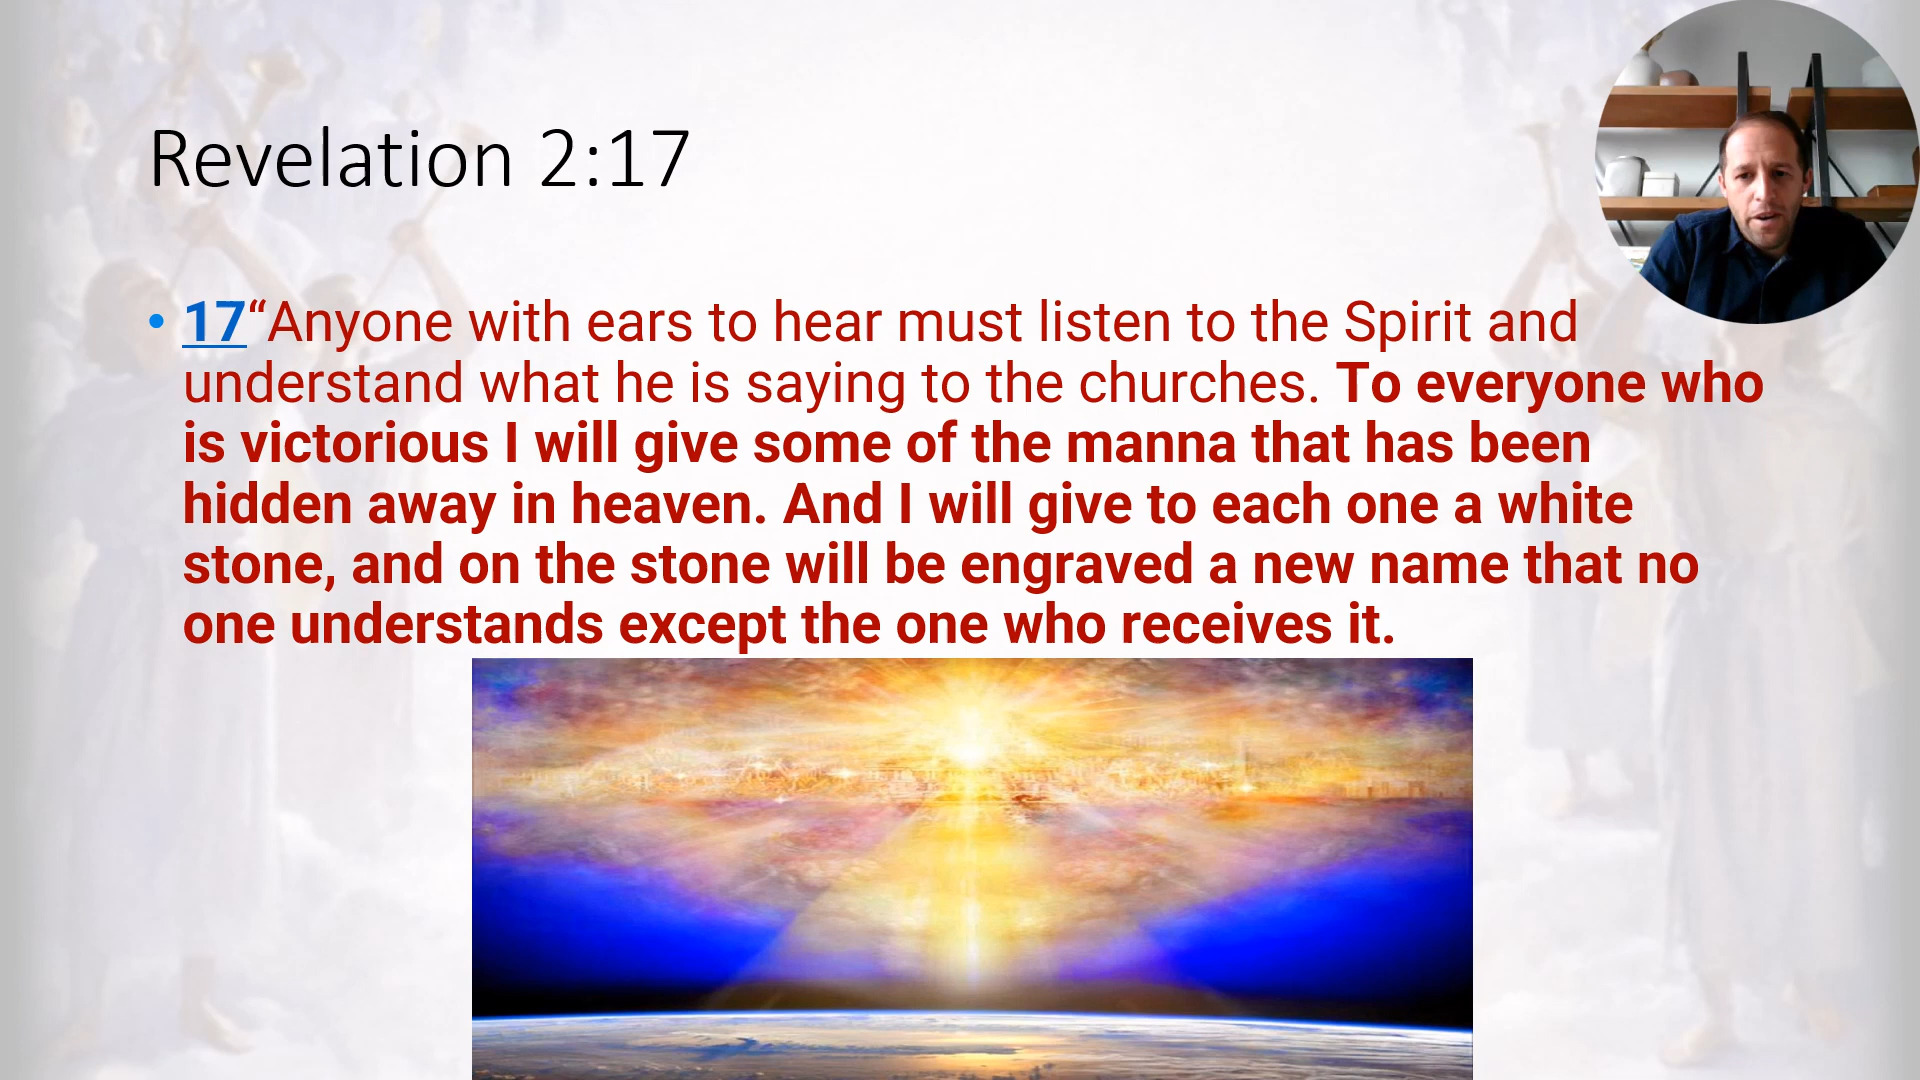 Revelation 2:17
• 17“Anyone with ears to hear must listen to the Spirit and
understand what he is saying to the churches. To everyone who
is victorious I will give some of the manna that has been
hidden away in heaven. And I will give to each one a white
stone, and on the stone will be engraved a new name that no
one understands except the one who receives it.